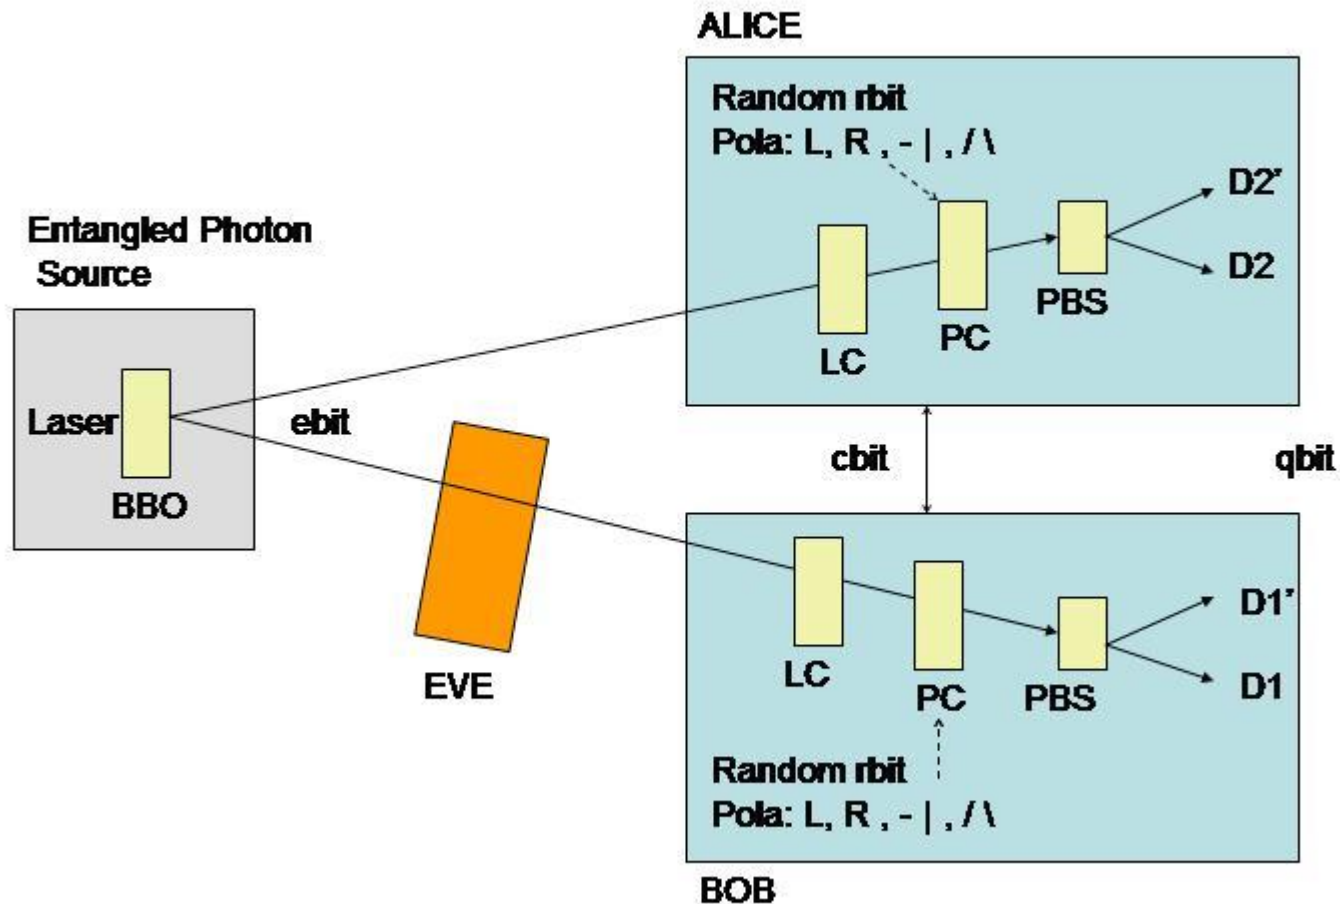 ALICE
Random rbit
Pola: L, R , - | , / \
D2'
D2
PBS
PC
LC
Entangled Photon
Source
Laser
BBO
ebit
EVE
cbit
qbit
LC
PC
PBS
D1'
D1
Random rbit
Pola: L, R , - | , / \
BOB